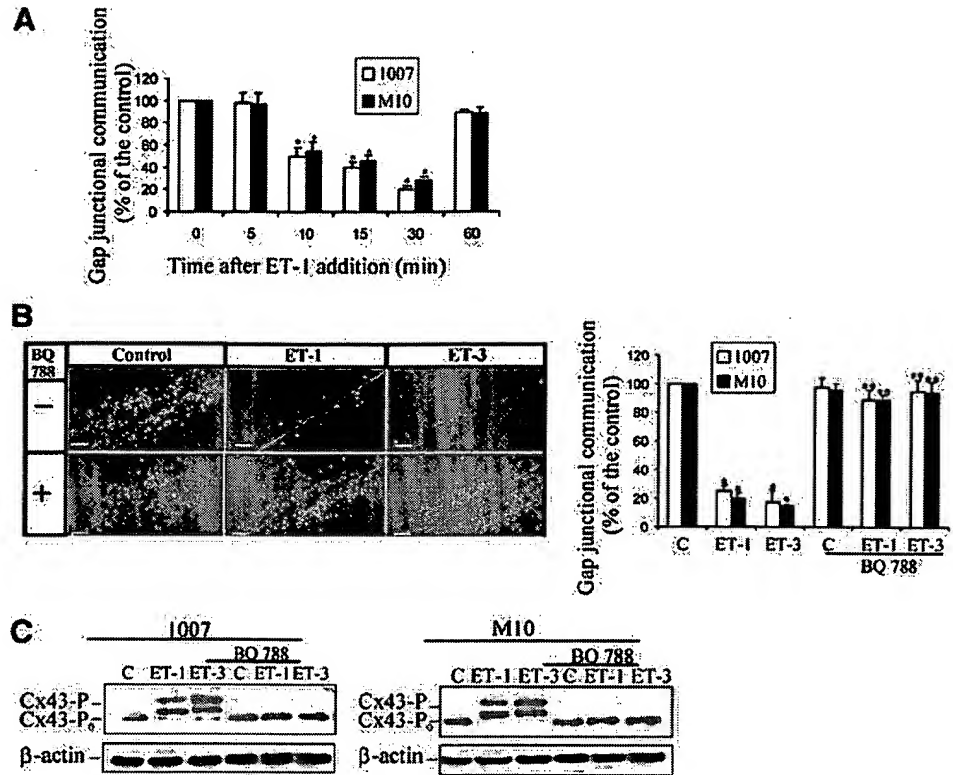 A
Gap junctional communication
(% of the control)
120
100
80
60
40
20
0
1007
M10
0 5 10 15 30 60
Time after ET-1 addition (min)
B
BQ 788 Control ET-1 ET-3
−
+
Gap junctional communication
(% of the control)
120
100
80
60
40
20
0
1007
M10
C ET-1 ET-3 C ET-1 ET-3
BQ 788
C
1007
BQ 788
C ET-1 ET-3 C ET-1 ET-3
Cx43-P
Cx43-P₀
β-actin
M10
BQ 788
C ET-1 ET-3 C ET-1 ET-3
Cx43-P
Cx43-P₀
β-actin